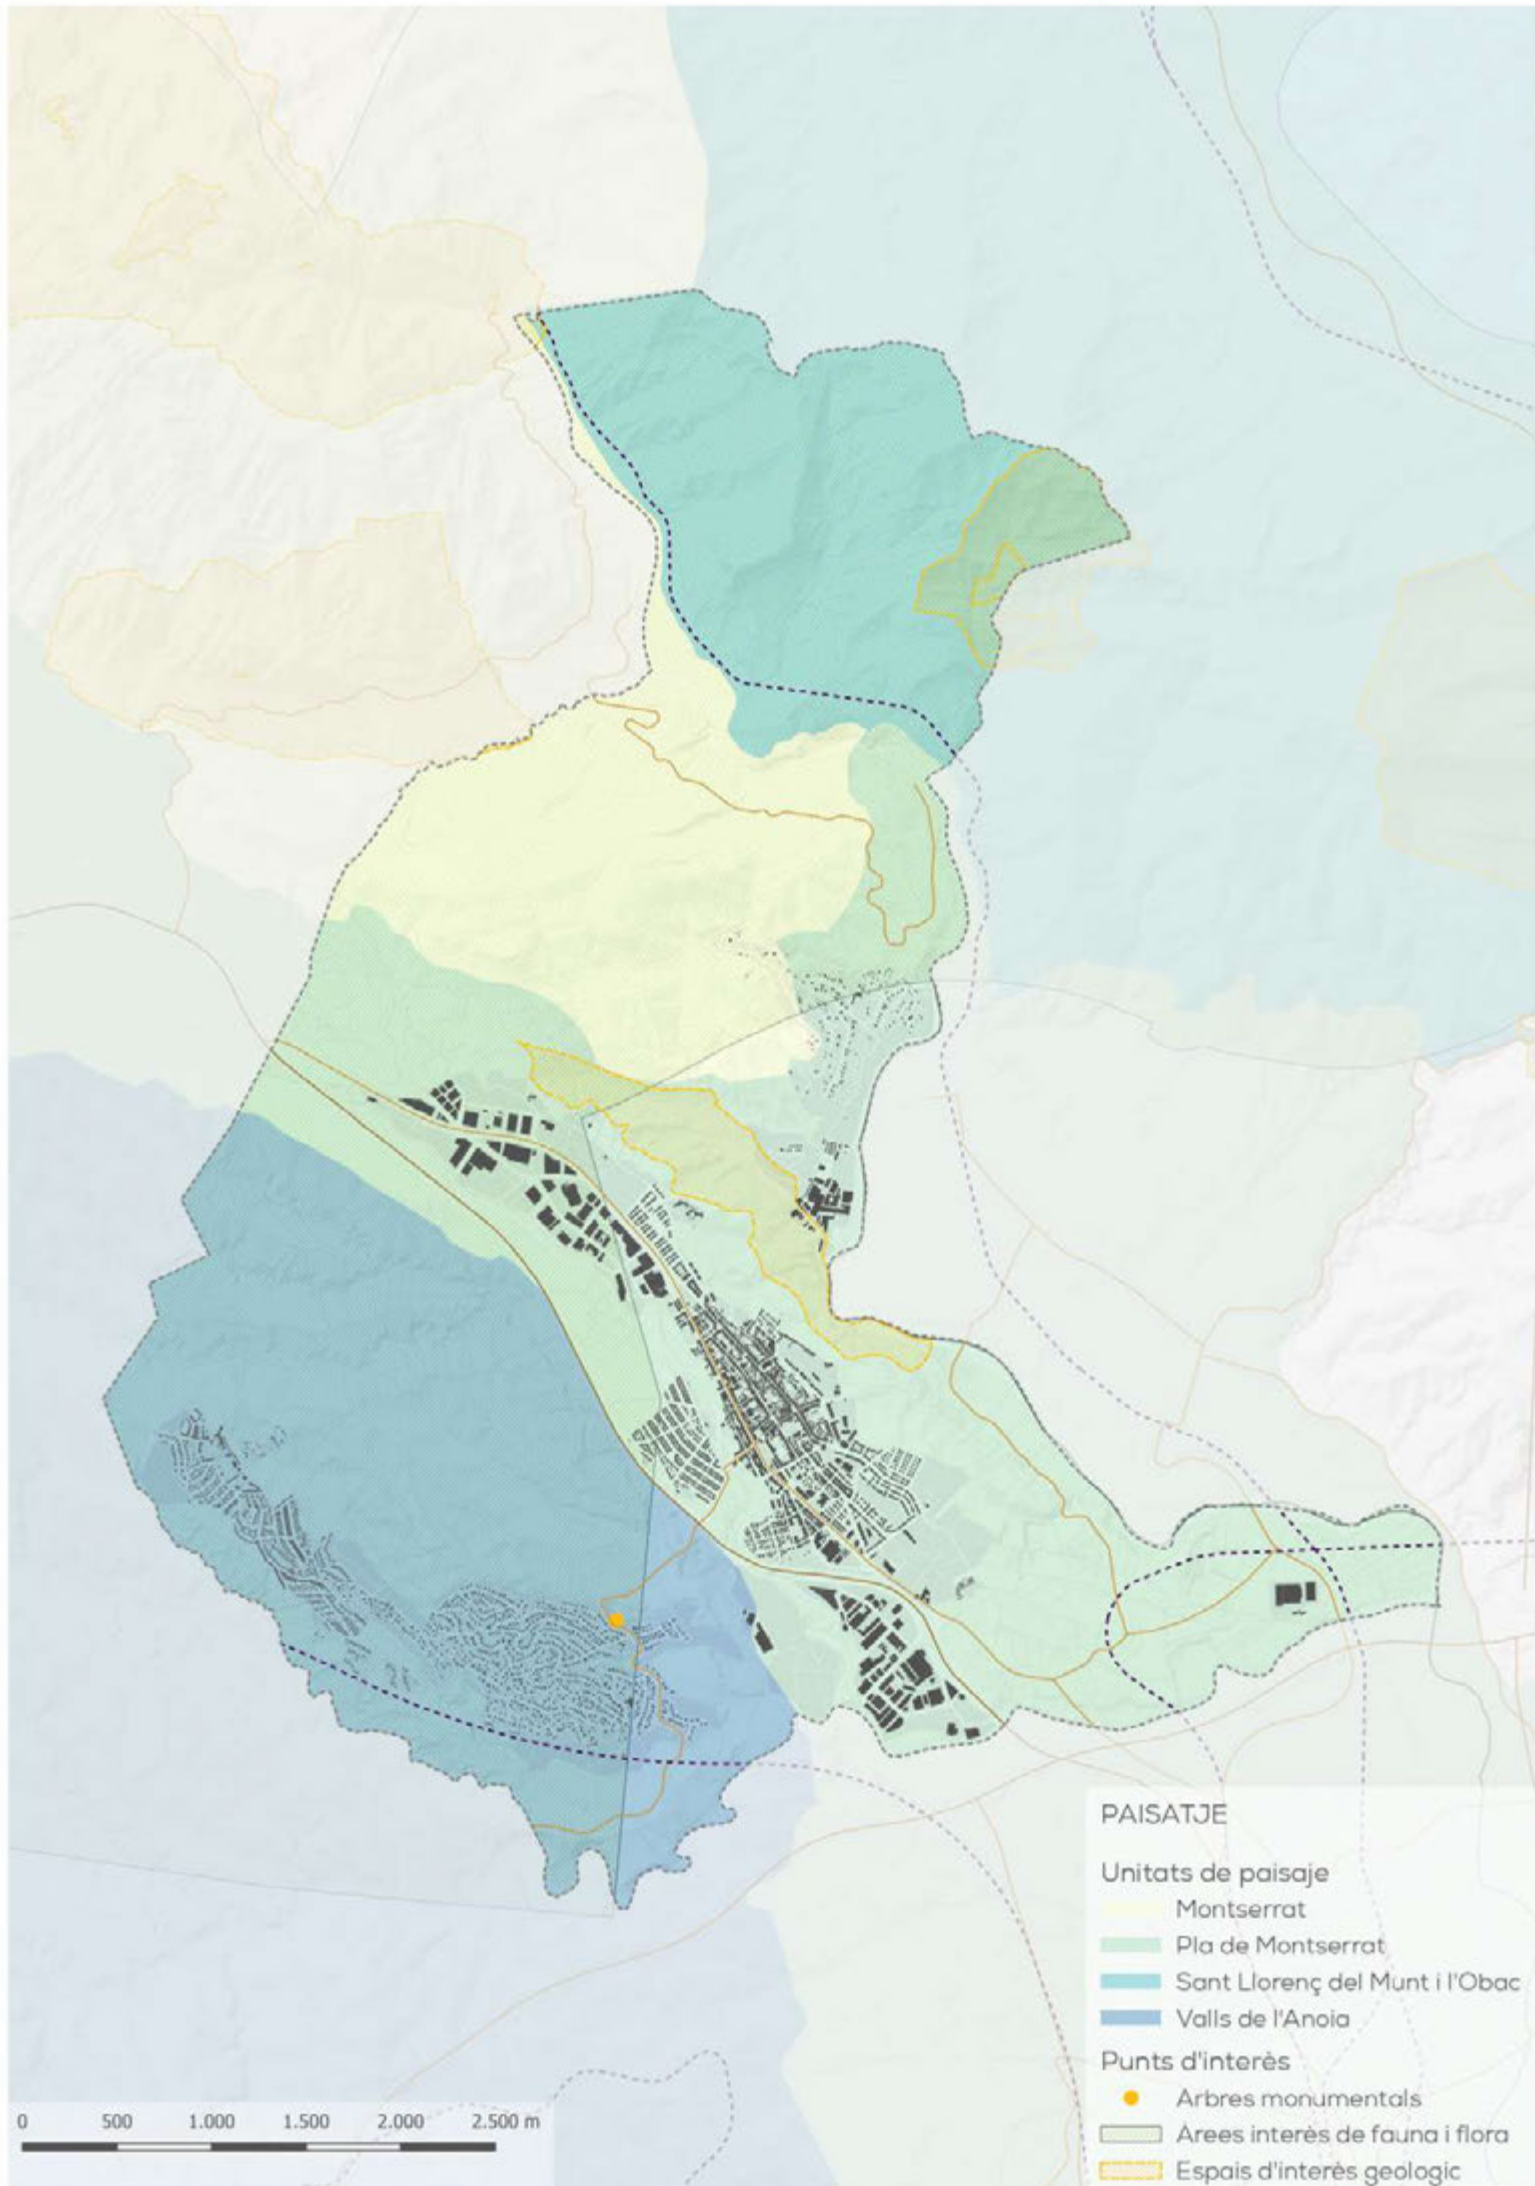 PAISATJE
Unitats de paisaje
Montserrat
Pla de Montserrat
Sant Llorenç del Munt i l'Obac
Valls de l'Anoia
Punts d'interès
Arbres monumentals
Arees interès de fauna i flora
Espais d'interès geologic
0 500 1.000 1.500 2.000 2.500 m